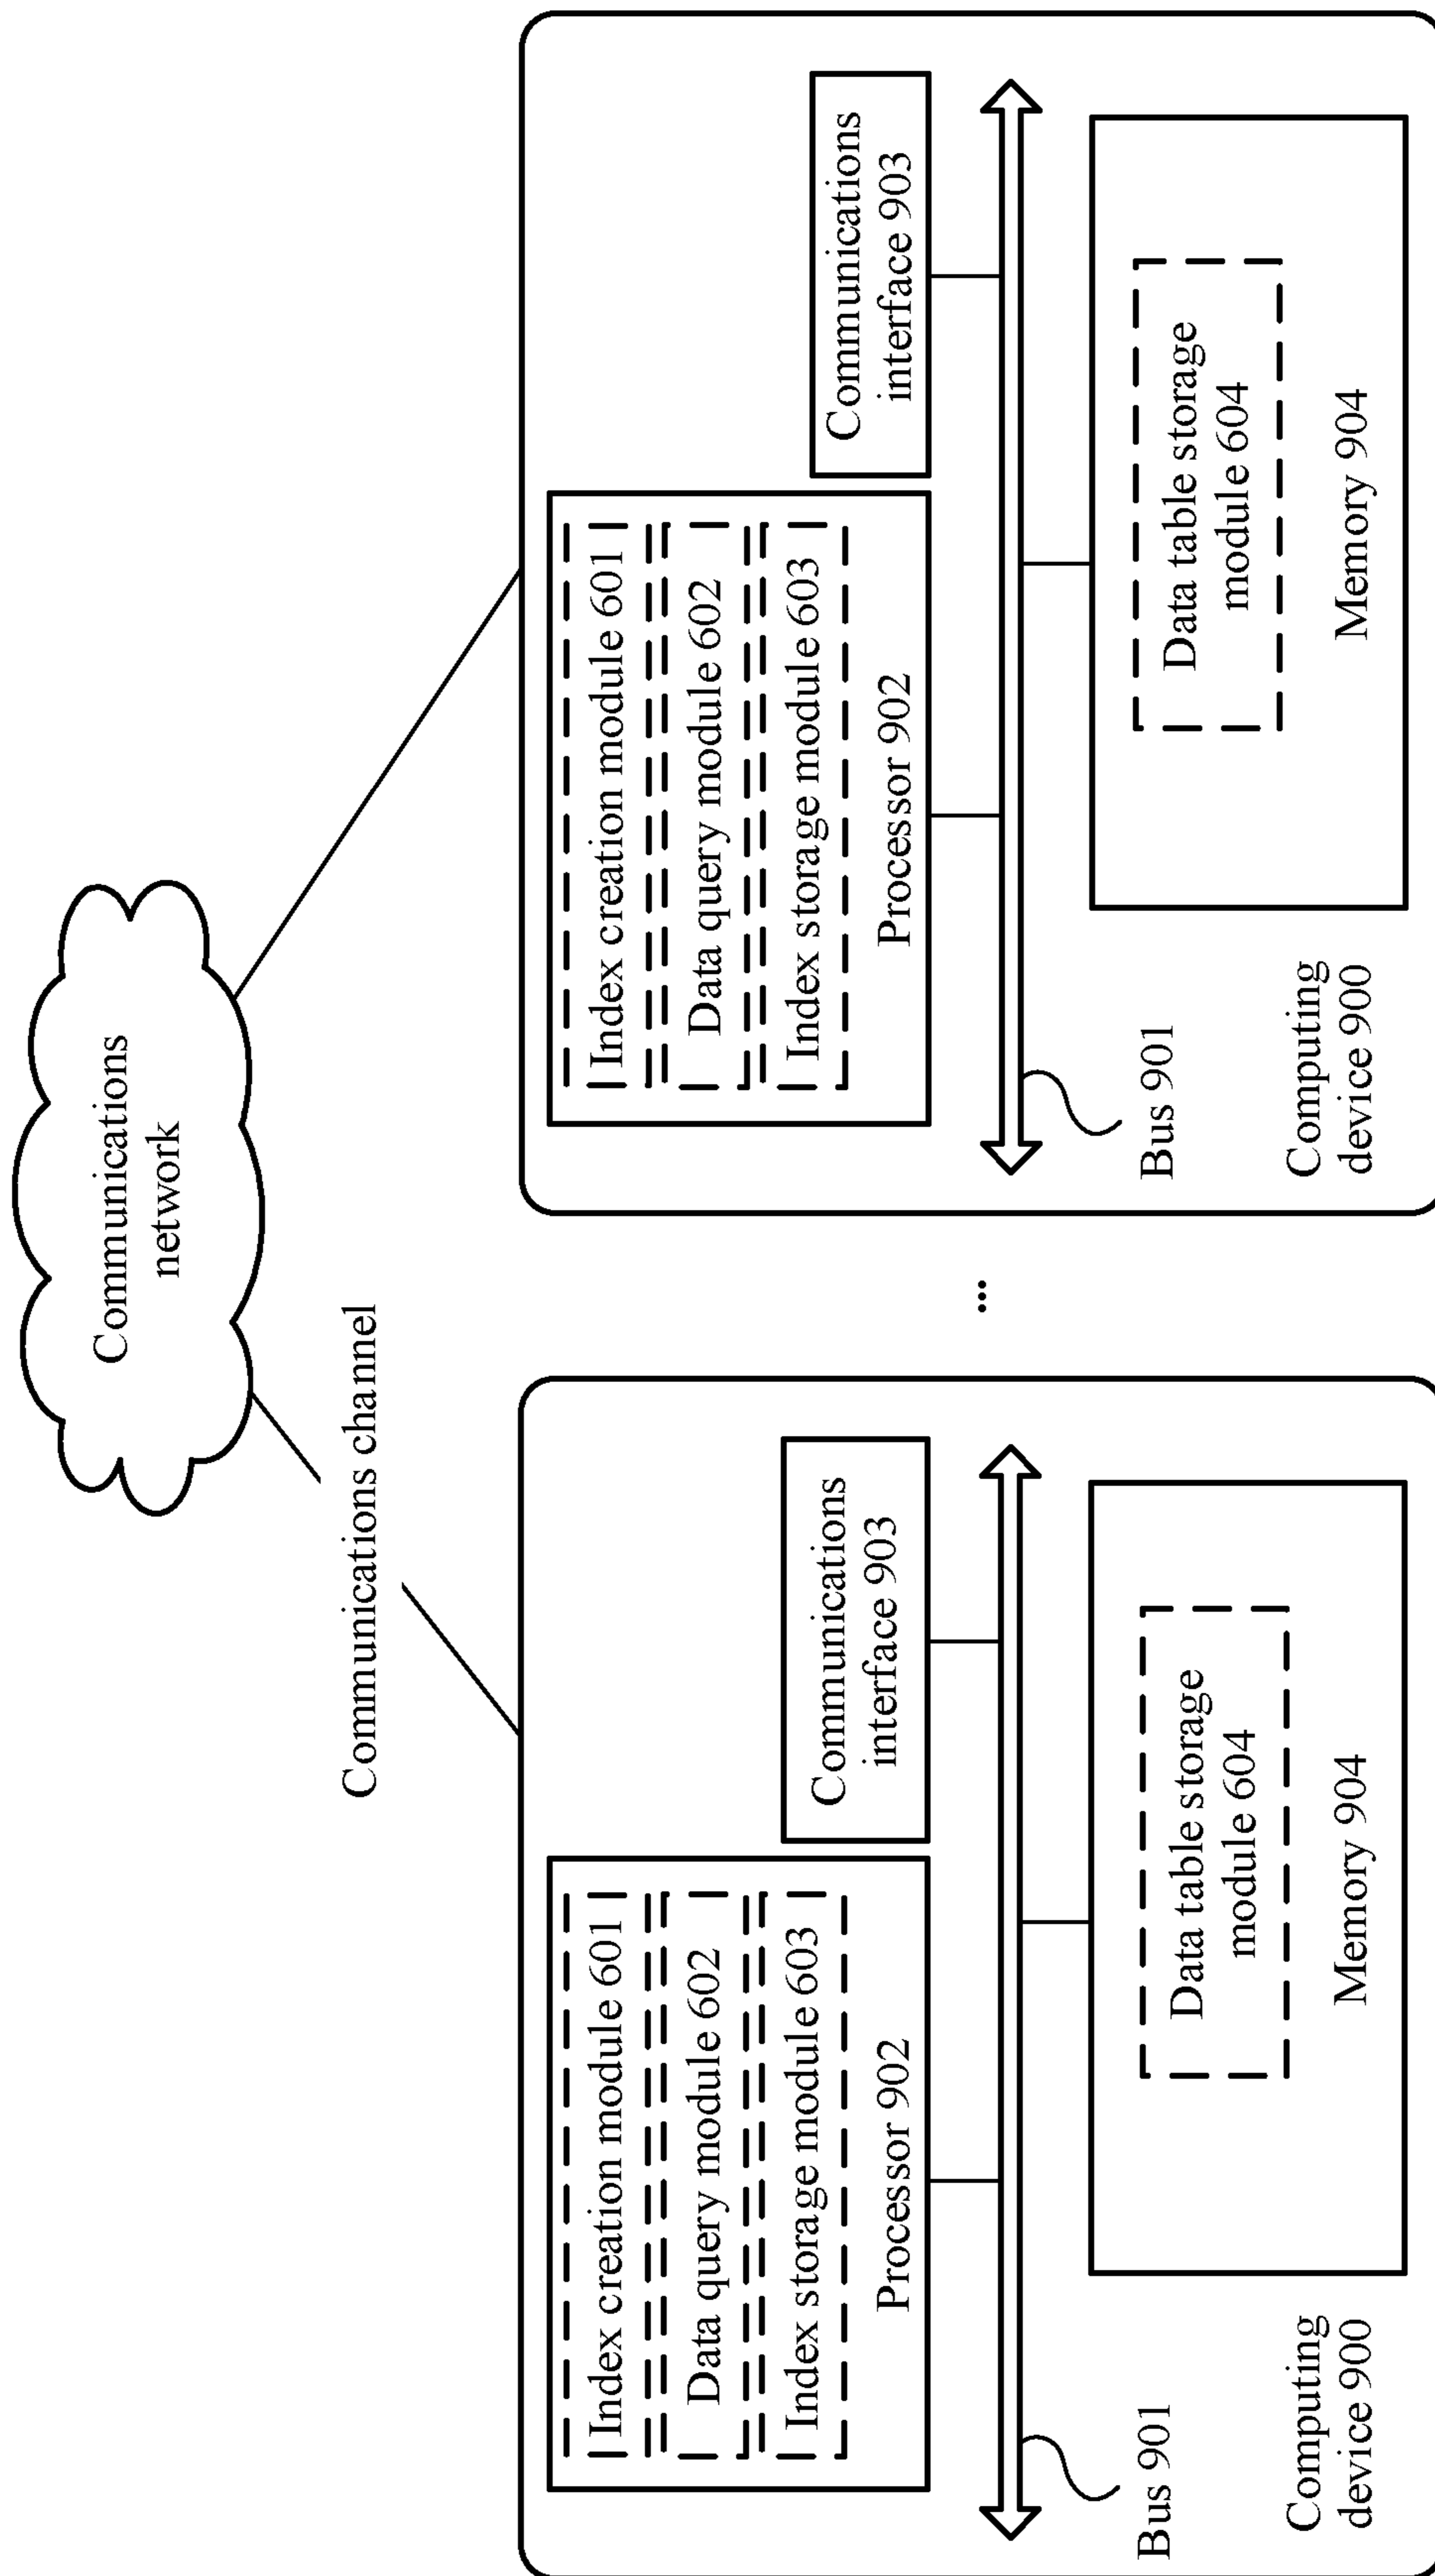 Communications
network
Communications channel
Index creation module 601
Data query module 602
Index storage module 603
Processor 902
Communications
interface 903
Bus 901
Data table storage
module 604
Memory 904
Computing
device 900
...
Index creation module 601
Data query module 602
Index storage module 603
Processor 902
Communications
interface 903
Bus 901
Data table storage
module 604
Memory 904
Computing
device 900